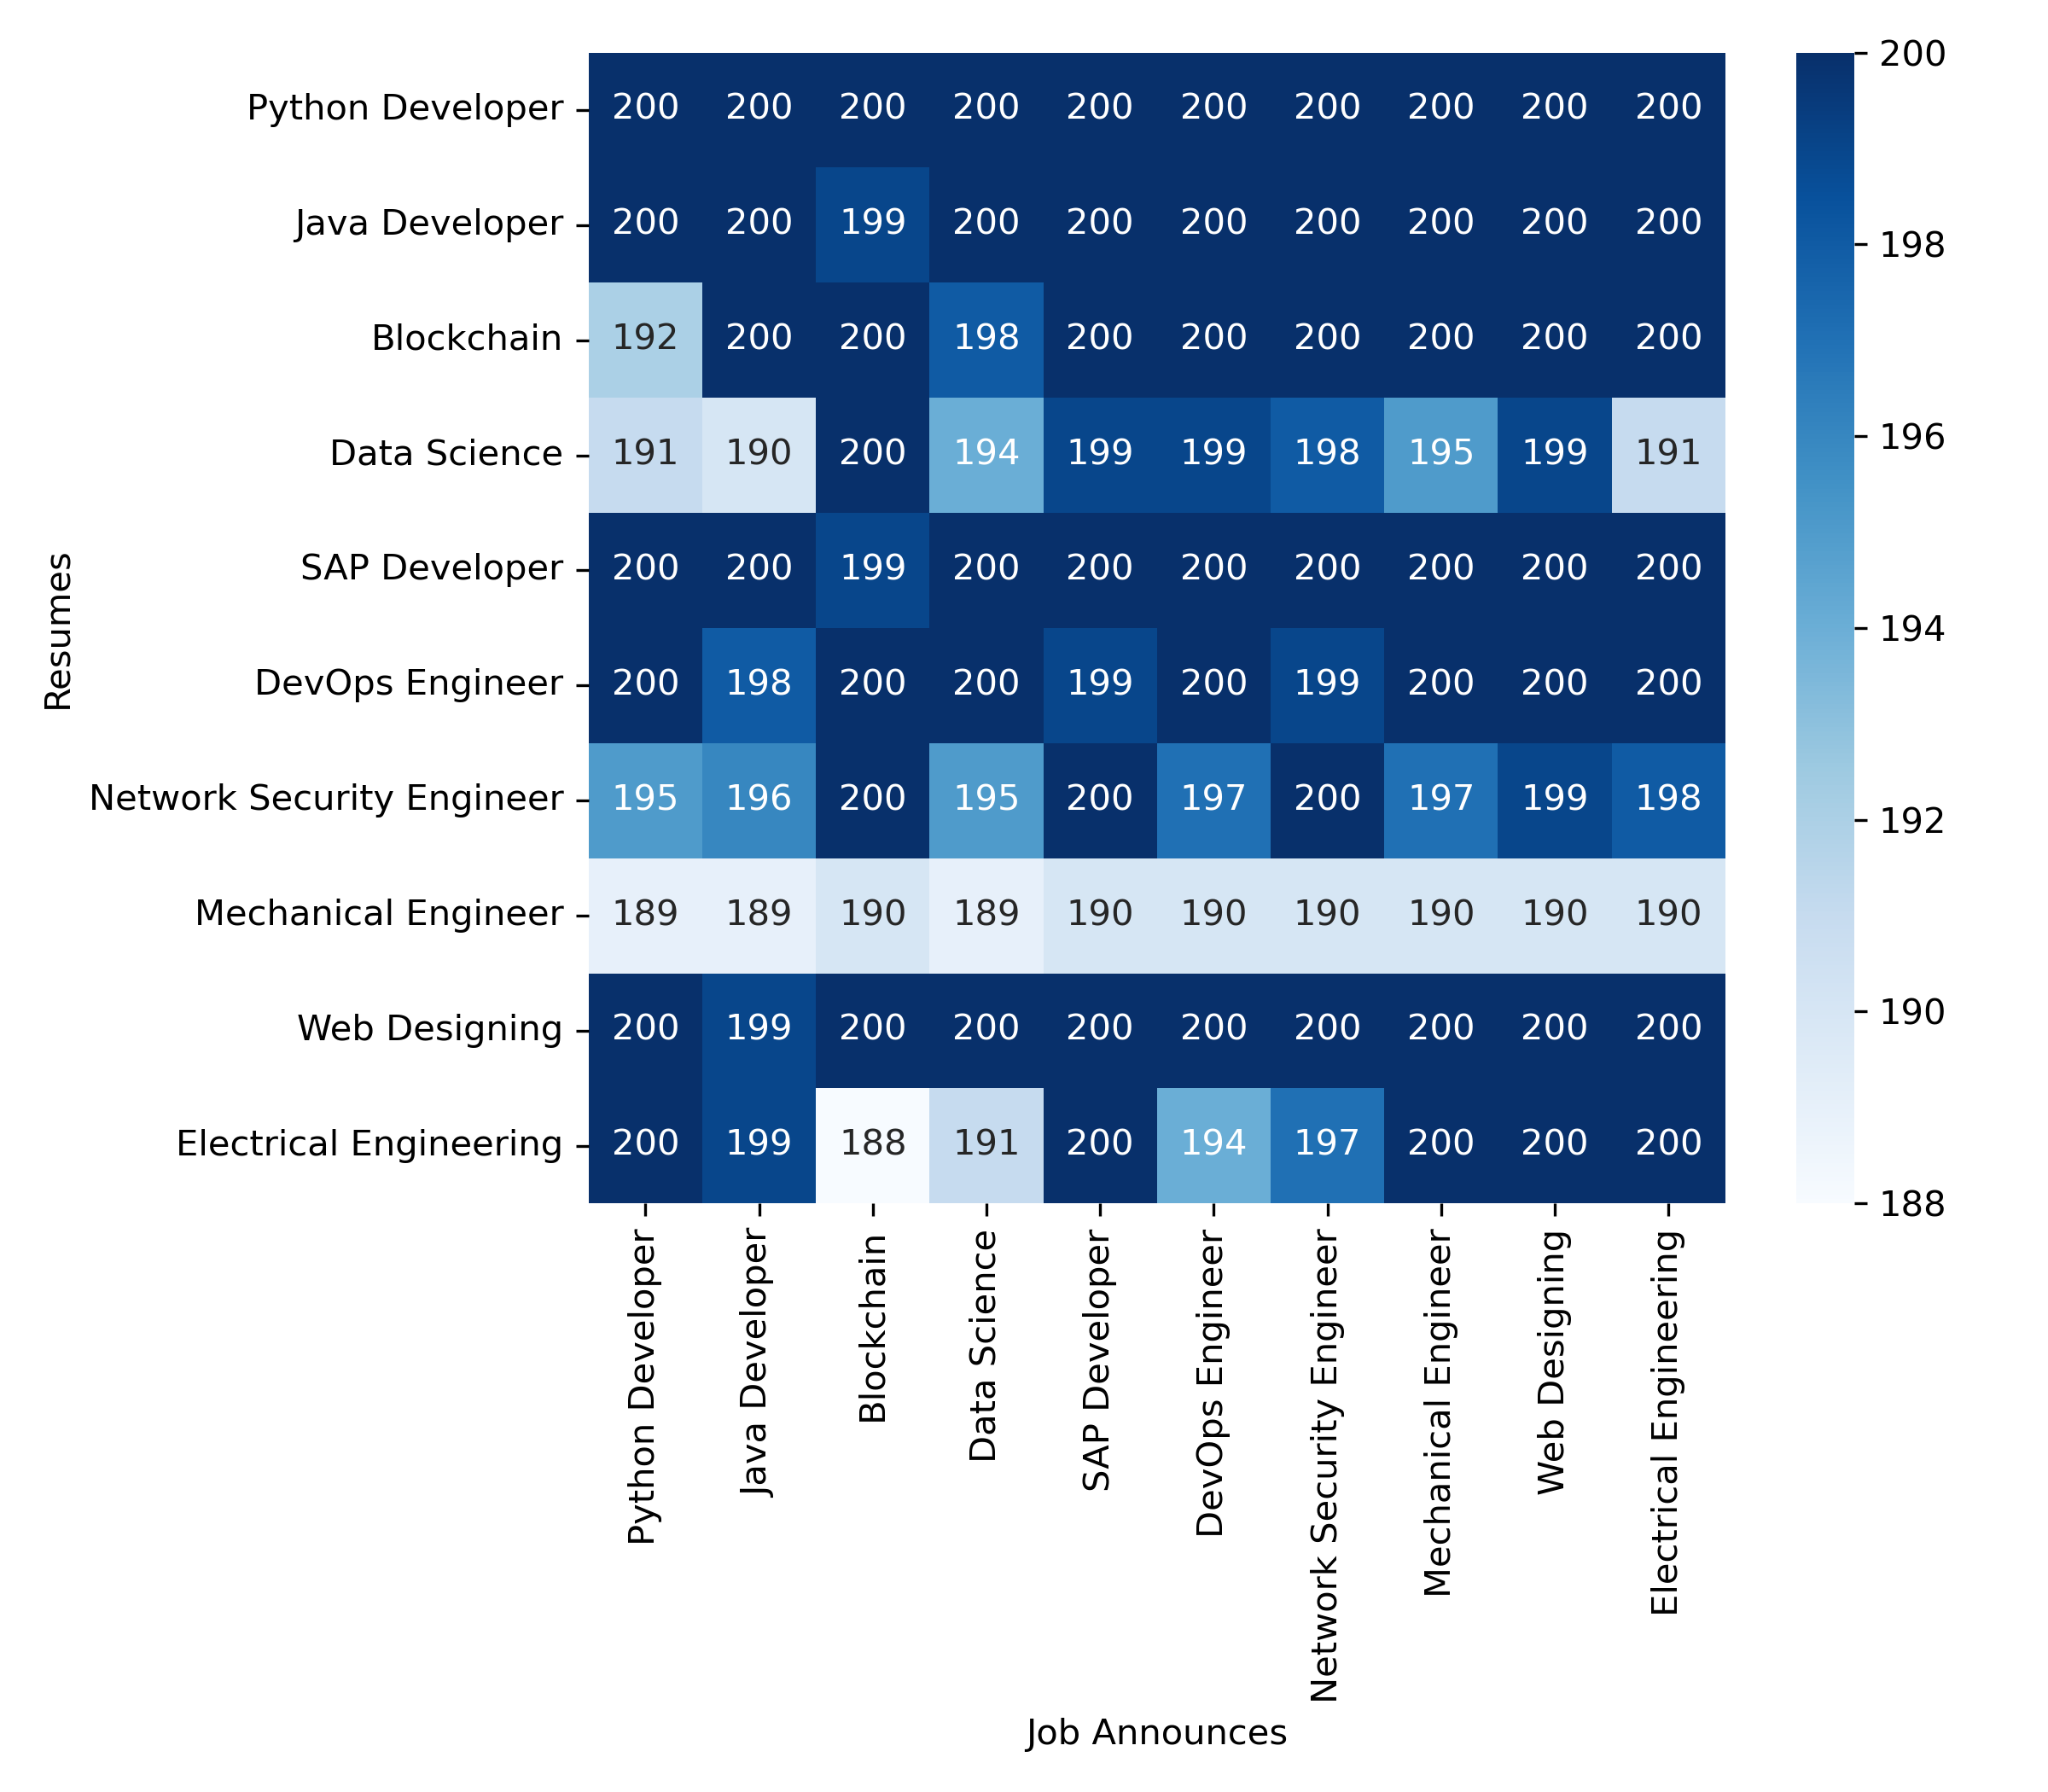 Python Developer 200 200 200 200 200 200 200 200 200 200 200
Java Developer 200 200 199 200 200 200 200 200 200 200 198
Blockchain 192 200 200 198 200 200 200 200 200 200 196
Data Science 191 190 200 194 199 199 198 195 199 191
SAP Developer 200 200 199 200 200 200 200 200 200 200 194
DevOps Engineer 200 198 200 200 199 200 199 200 200 200
Network Security Engineer 195 196 200 195 200 197 200 197 199 198 192
Mechanical Engineer 189 189 190 189 190 190 190 190 190 190 190
Web Designing 200 199 200 200 200 200 200 200 200 200
Electrical Engineering 200 199 188 191 200 194 197 200 200 200 188
Resumes
Python Developer
Java Developer
Blockchain
Data Science
SAP Developer
DevOps Engineer
Network Security Engineer
Mechanical Engineer
Web Designing
Electrical Engineering
Job Announces